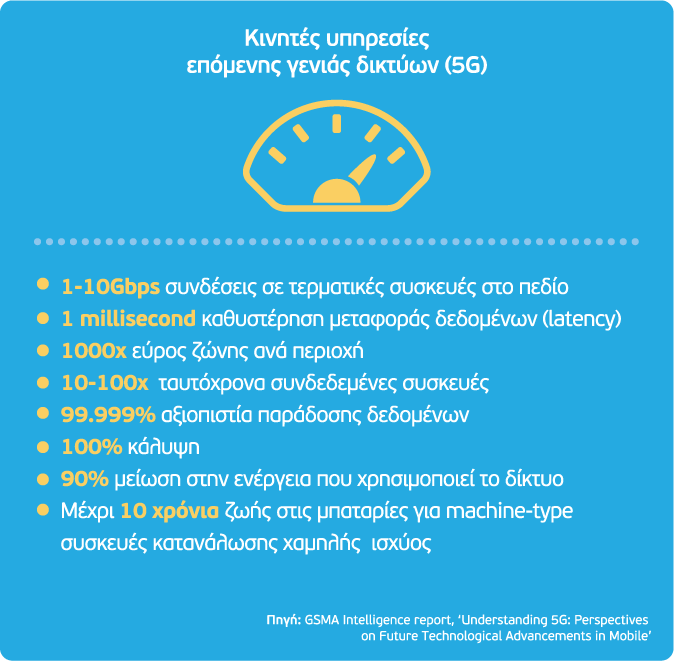 Κινητές υπηρεσίες
επόμενης γενιάς δικτύων (5G)
1-10Gbps συνδέσεις σε τερματικές συσκευές στο πεδίο
1 millisecond καθυστέρηση μεταφοράς δεδομένων (latency)
1000x εύρος ζώνης ανά περιοχή
10-100x ταυτόχρονα συνδεδεμένες συσκευές
99.999% αξιοπιστία παράδοσης δεδομένων
100% κάλυψη
90% μείωση στην ενέργεια που χρησιμοποιεί το δίκτυο
Μέχρι 10 χρόνια ζωής στις μπαταρίες για machine-type
συσκευές κατανάλωσης χαμηλής ισχύος
Πηγή: GSMA Intelligence report, ‘Understanding 5G: Perspectives
on Future Technological Advancements in Mobile’